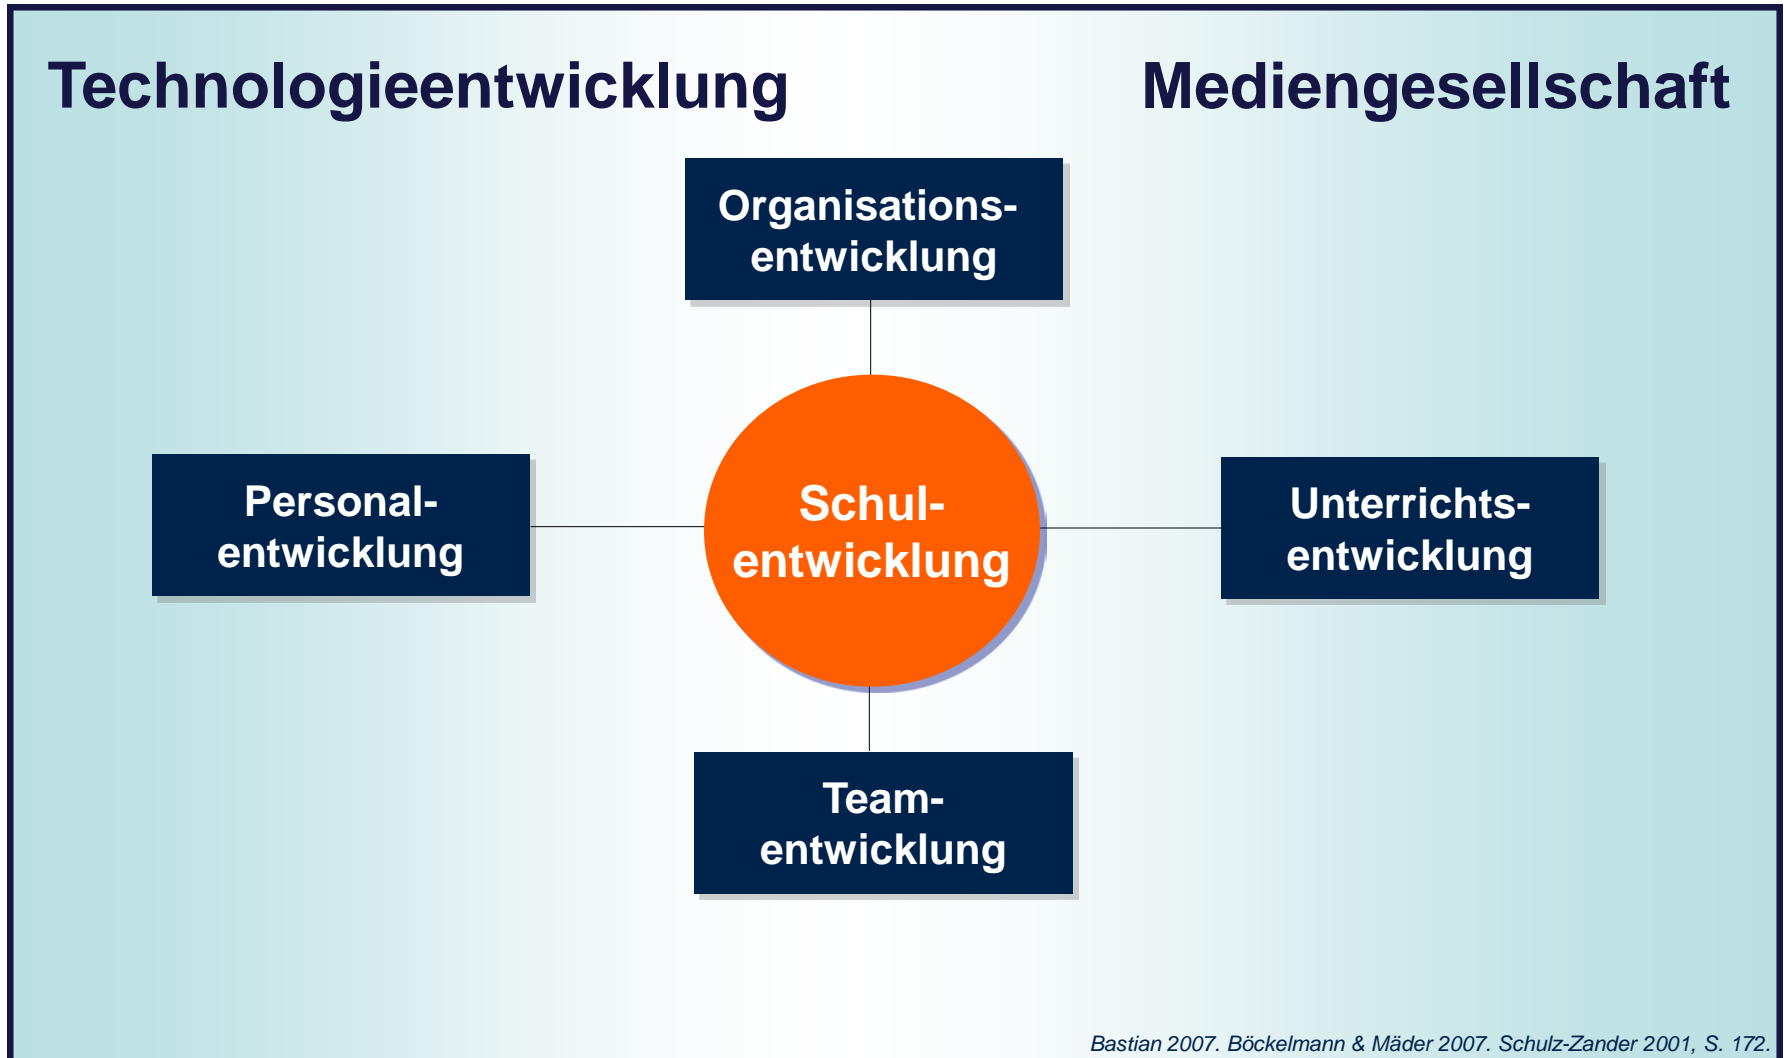 Technologieentwicklung
Mediengesellschaft
Organisations-
entwicklung
Personal-
entwicklung
Schul-
entwicklung
Unterrichts-
entwicklung
Team-
entwicklung
Bastian 2007. Böckelmann & Mäder 2007. Schulz-Zander 2001, S. 172.